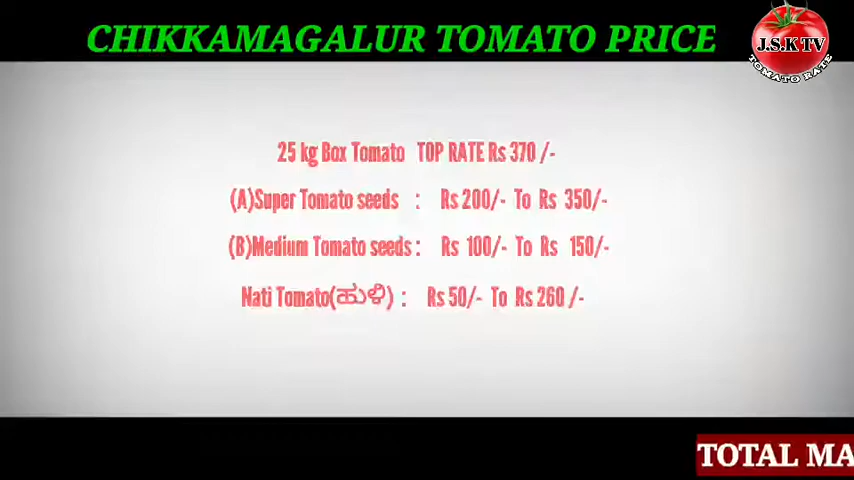 CHIKKAMAGALUR TOMATO PRICE
J.S.K TV
TOMATO RATE
25 kg Box Tomato TOP RATE Rs 370 /-
(A)Super Tomato seeds : Rs 200/- To Rs 350/-
(B)Medium Tomato seeds : Rs 100/- To Rs 150/-
Nati Tomato(ಹುಳಿ) : Rs 50/- To Rs 260 /-
TOTAL MA